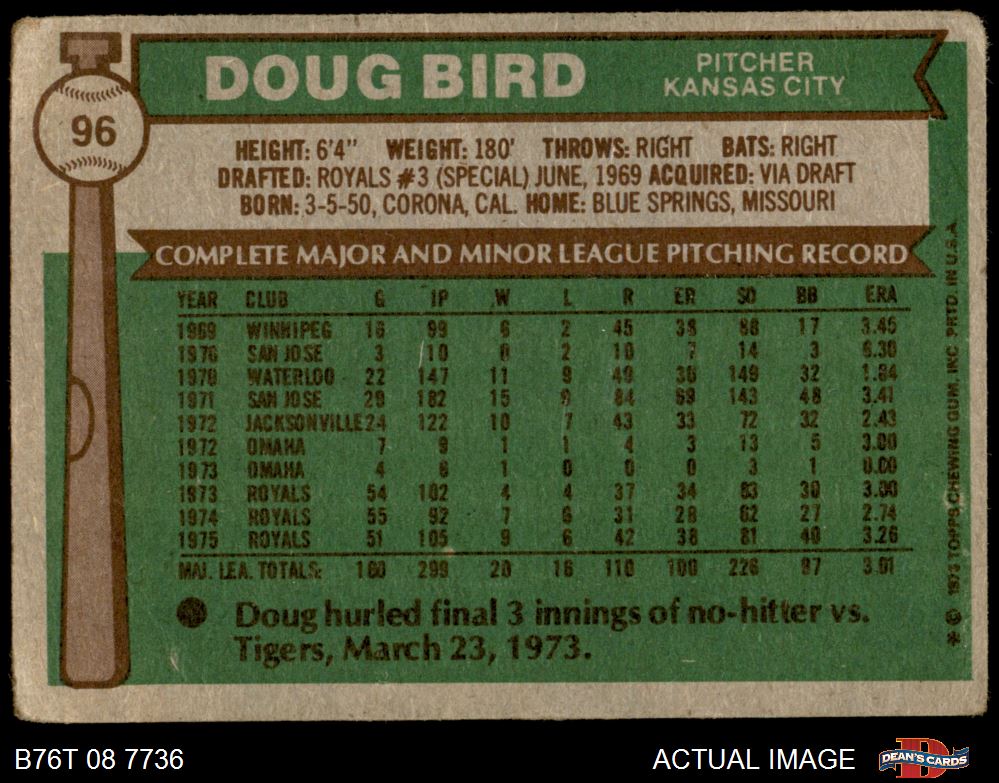 DOUG BIRD
PITCHER
KANSAS CITY
96
HEIGHT: 6'4" WEIGHT: 180' THROWS: RIGHT BATS: RIGHT
DRAFTED: ROYALS #3 (SPECIAL) JUNE, 1969 ACQUIRED: VIA DRAFT
BORN: 3-5-50, CORONA, CAL. HOME: BLUE SPRINGS, MISSOURI
COMPLETE MAJOR AND MINOR LEAGUE PITCHING RECORD
YEAR CLUB G IP W L R ER SO BB ERA
1969 WINNIPEG 16 99 6 2 45 38 88 17 3.45
1970 SAN JOSE 3 10 0 2 10 7 14 3 6.30
1970 WATERLOO 22 147 11 9 49 30 149 32 1.84
1971 SAN JOSE 29 182 15 9 84 69 143 48 3.41
1972 JACKSONVILLE 24 122 10 7 43 33 72 32 2.43
1972 OMAHA 7 9 1 1 4 3 13 5 3.00
1973 OMAHA 4 6 1 0 0 0 3 1 0.00
1973 ROYALS 54 102 4 4 37 34 83 30 3.00
1974 ROYALS 55 92 7 6 31 28 62 27 2.74
1975 ROYALS 51 105 9 6 42 38 81 40 3.26
MAJ. LEA. TOTALS: 160 299 20 16 110 100 226 97 3.01
Doug hurled final 3 innings of no-hitter vs.
Tigers, March 23, 1973.
* © 1975 TOPPS CHEWING GUM, INC. PRTD. IN U.S.A.
B76T 08 7736
ACTUAL IMAGE
DEAN'S CARDS